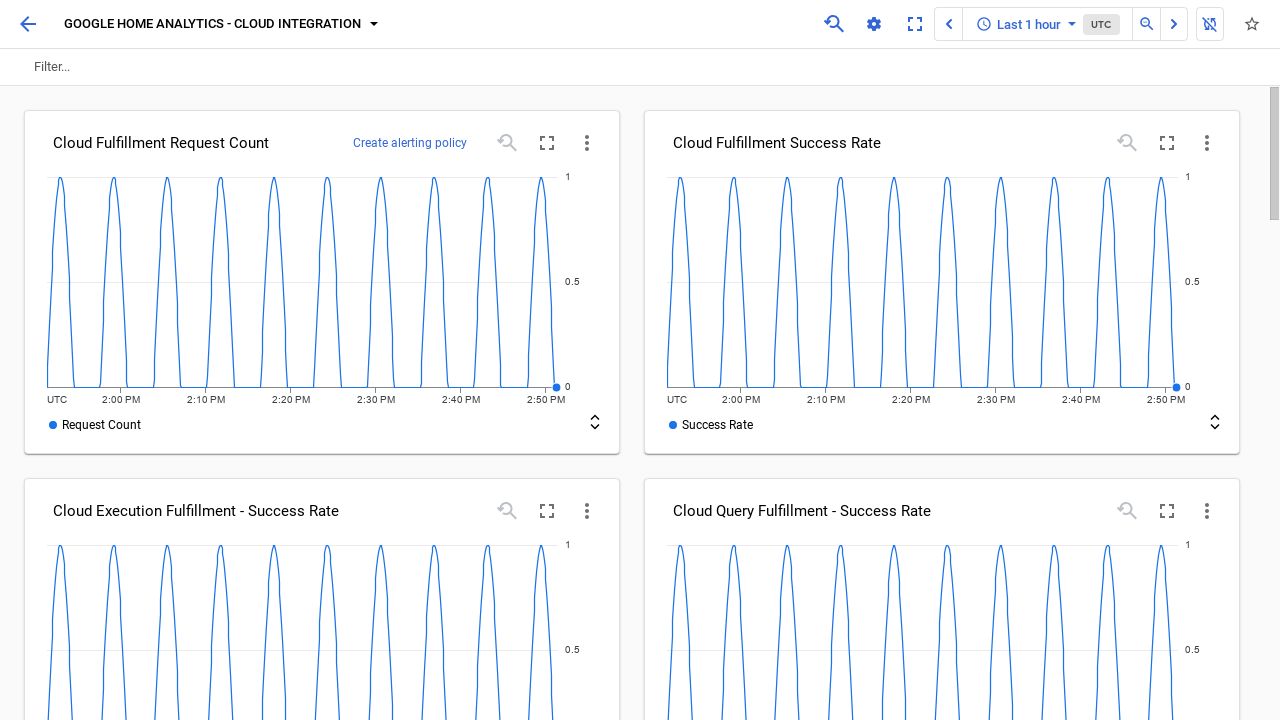 GOOGLE HOME ANALYTICS - CLOUD INTEGRATION
Last 1 hour
UTC
Filter...
Cloud Fulfillment Request Count
Create alerting policy
1
0.5
0
UTC
2:00 PM
2:10 PM
2:20 PM
2:30 PM
2:40 PM
2:50 PM
Request Count
Cloud Fulfillment Success Rate
1
0.5
0
UTC
2:00 PM
2:10 PM
2:20 PM
2:30 PM
2:40 PM
2:50 PM
Success Rate
Cloud Execution Fulfillment - Success Rate
1
0.5
Cloud Query Fulfillment - Success Rate
1
0.5